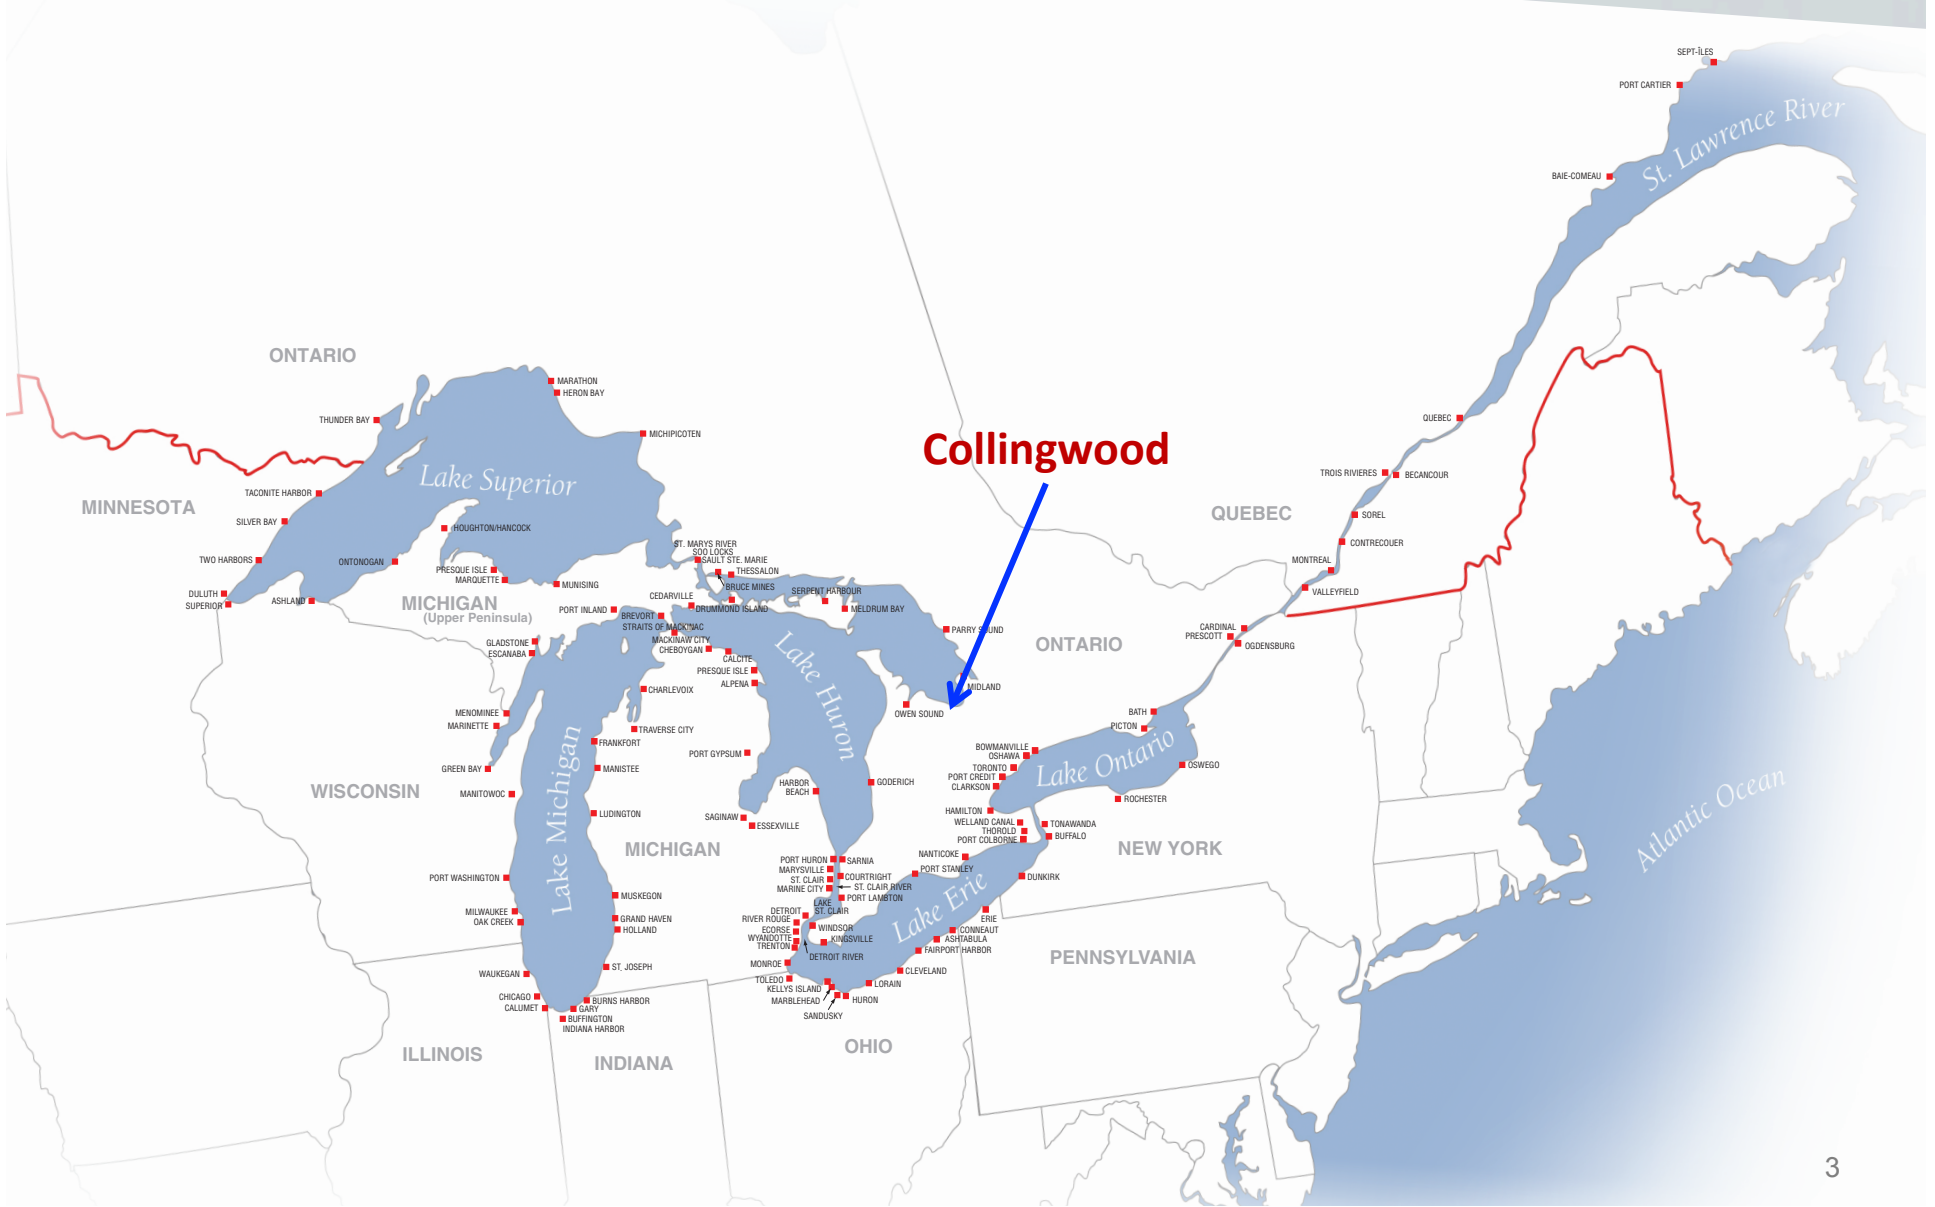 SEPT-ÎLES
PORT CARTIER
St. Lawrence River
BAIE-COMEAU
ONTARIO
MARATHON
HERON BAY
THUNDER BAY
QUEBEC
MICHIPICOTEN
Collingwood
Lake Superior
TROIS RIVIERES
BECANCOUR
TACONITE HARBOR
MINNESOTA
QUEBEC
SOREL
SILVER BAY
HOUGHTON/HANCOCK
CONTRECOUER
ST. MARYS RIVER
SOO LOCKS
SAULT STE. MARIE
TWO HARBORS
ONTONOGAN
MONTREAL
PRESQUE ISLE
THESSALON
MARQUETTE
MUNISING
BRUCE MINES
SERPENT HARBOUR
VALLEYFIELD
DULUTH
SUPERIOR
ASHLAND
MICHIGAN
(Upper Peninsula)
CEDARVILLE
PORT INLAND
DRUMMOND ISLAND
MELDRUM BAY
BREVORT
STRAITS OF MACKINAC
PARRY SOUND
CARDINAL
PRESCOTT
OGDENSBURG
GLADSTONE
ESCANABA
MACKINAW CITY
CHEBOYGAN
CALCITE
ONTARIO
PRESQUE ISLE
ALPENA
Lake Huron
CHARLEVOIX
MIDLAND
OWEN SOUND
MENOMINEE
MARINETTE
TRAVERSE CITY
BATH
PICTON
FRANKFORT
PORT GYPSUM
BOWMANVILLE
OSHAWA
Lake Ontario
GREEN BAY
MANISTEE
TORONTO
PORT CREDIT
CLARKSON
OSWEGO
WISCONSIN
MANITOWOC
Lake Michigan
HARBOR
BEACH
GODERICH
ROCHESTER
Atlantic Ocean
LUDINGTON
SAGINAW
ESSEXVILLE
HAMILTON
WELLAND CANAL
THOROLD
PORT COLBORNE
TONAWANDA
BUFFALO
MICHIGAN
NEW YORK
PORT HURON
SARNIA
NANTICOKE
MARYSVILLE
PORT STANLEY
ST. CLAIR
COURTRIGHT
PORT WASHINGTON
MARINE CITY
ST. CLAIR RIVER
DUNKIRK
MUSKEGON
PORT LAMBTON
Lake Erie
LAKE
ST. CLAIR
MILWAUKEE
OAK CREEK
GRAND HAVEN
HOLLAND
DETROIT
RIVER ROUGE
ECORSE
WYANDOTTE
TRENTON
WINDSOR
KINGSVILLE
ERIE
CONNEAUT
ASHTABULA
FAIRPORT HARBOR
DETROIT RIVER
PENNSYLVANIA
WAUKEGAN
ST. JOSEPH
MONROE
TOLEDO
CLEVELAND
KELLYS ISLAND
LORAIN
CHICAGO
CALUMET
BURNS HARBOR
GARY
BUFFINGTON
INDIANA HARBOR
MARBLEHEAD
HURON
SANDUSKY
ILLINOIS
INDIANA
OHIO
3